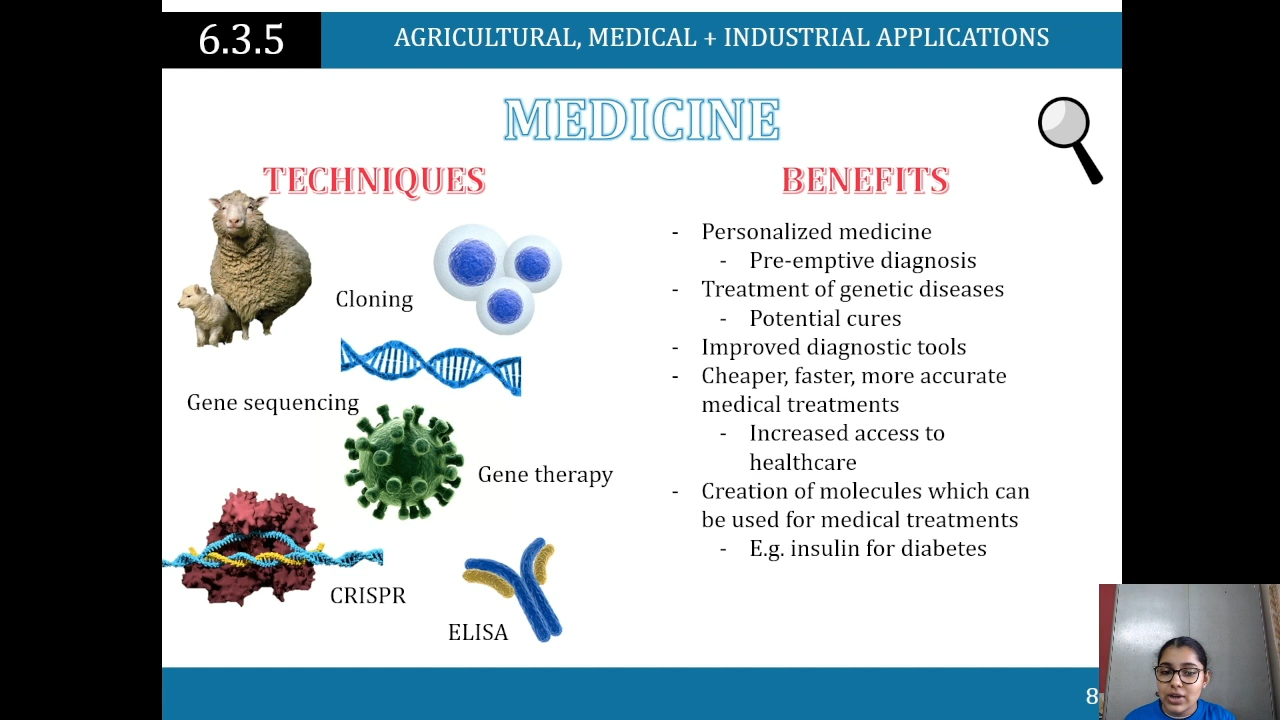 6.3.5
AGRICULTURAL, MEDICAL + INDUSTRIAL APPLICATIONS
MEDICINE
TECHNIQUES
Cloning
Gene sequencing
Gene therapy
CRISPR
ELISA
BENEFITS
- Personalized medicine
- Pre-emptive diagnosis
- Treatment of genetic diseases
- Potential cures
- Improved diagnostic tools
- Cheaper, faster, more accurate
medical treatments
- Increased access to
healthcare
- Creation of molecules which can
be used for medical treatments
- E.g. insulin for diabetes
8